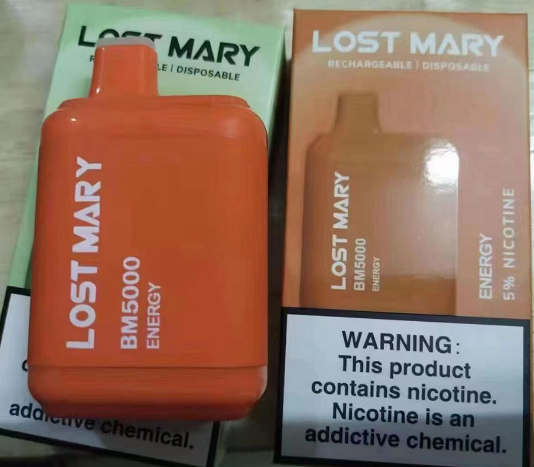 LOST MARY
LE | DISPOSABLE
LOST MARY
BM5000
ENERGY
addictive chemical.
LOST MARY
RECHARGEABLE | DISPOSABLE
LOST MARY
BM5000
ENERGY
ENERGY
5% NICOTINE
WARNING:
This product
contains nicotine.
Nicotine is an
addictive chemical.